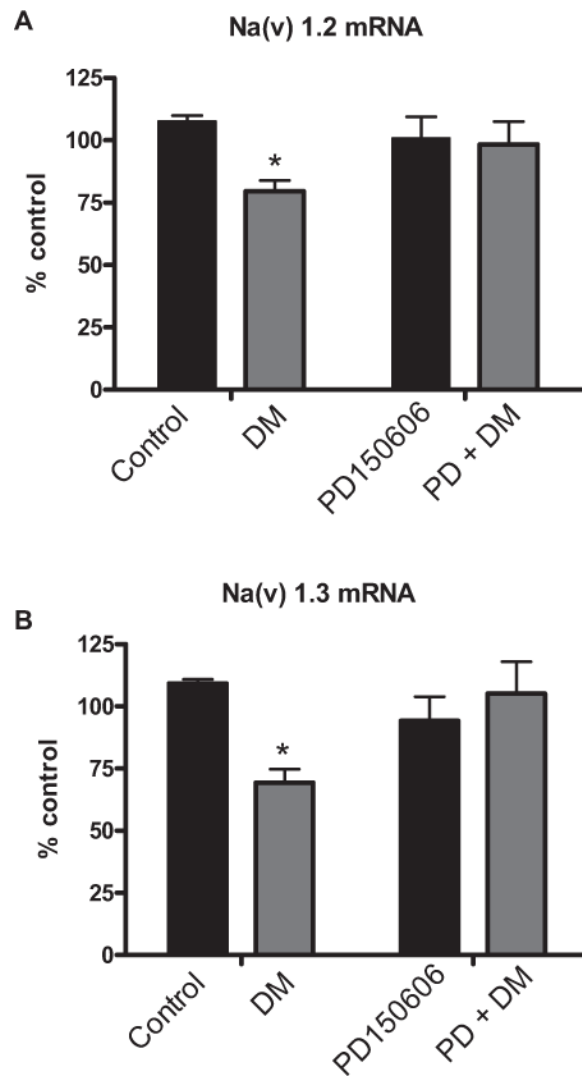 A
Na(v) 1.2 mRNA
125
100
75
50
25
0
% control
*
Control
DM
PD150606
PD + DM
Na(v) 1.3 mRNA
B
125
100
75
50
25
0
% control
*
Control
DM
PD150606
PD + DM